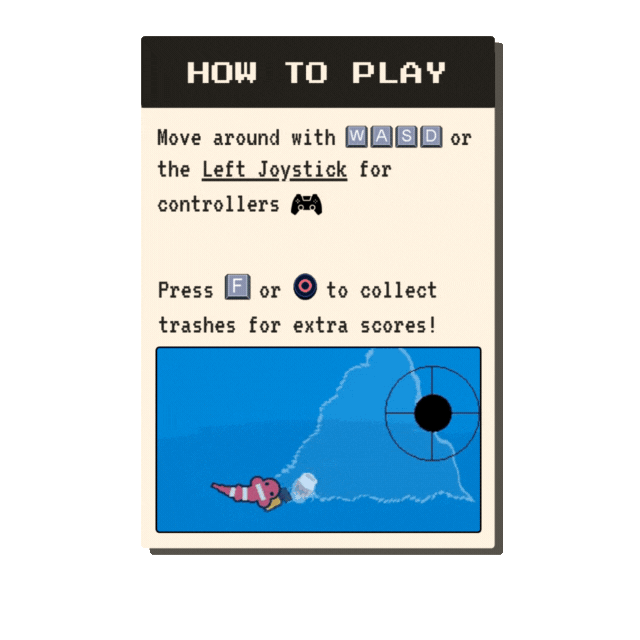 HOW TO PLAY
Move around with W A S D or
the Left Joystick for
controllers
Press F or to collect
trashes for extra scores!